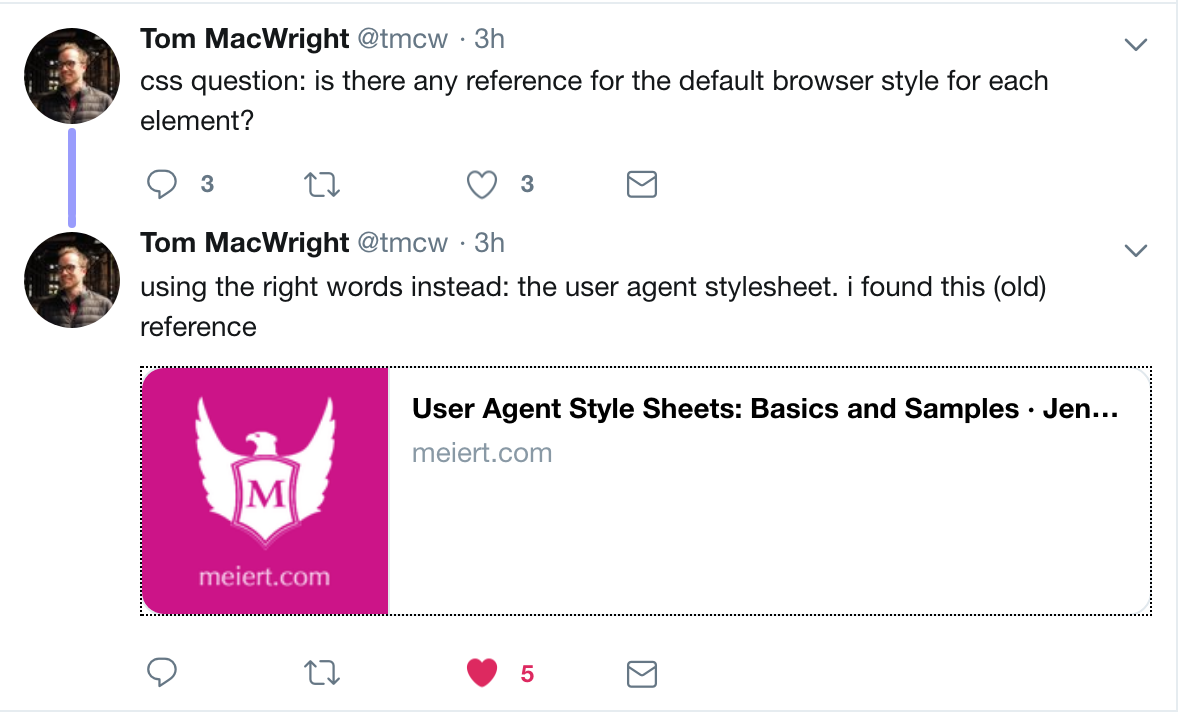 Tom MacWright @tmcw · 3h
css question: is there any reference for the default browser style for each
element?
3
3
Tom MacWright @tmcw · 3h
using the right words instead: the user agent stylesheet. i found this (old)
reference
User Agent Style Sheets: Basics and Samples · Jen...
meiert.com
M
meiert.com
5